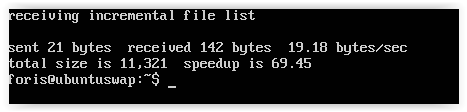 receiving incremental file list
sent 21 bytes  received 142 bytes  19.18 bytes/sec
total size is 11,321  speedup is 69.45
foris@ubuntuswap:~$ _